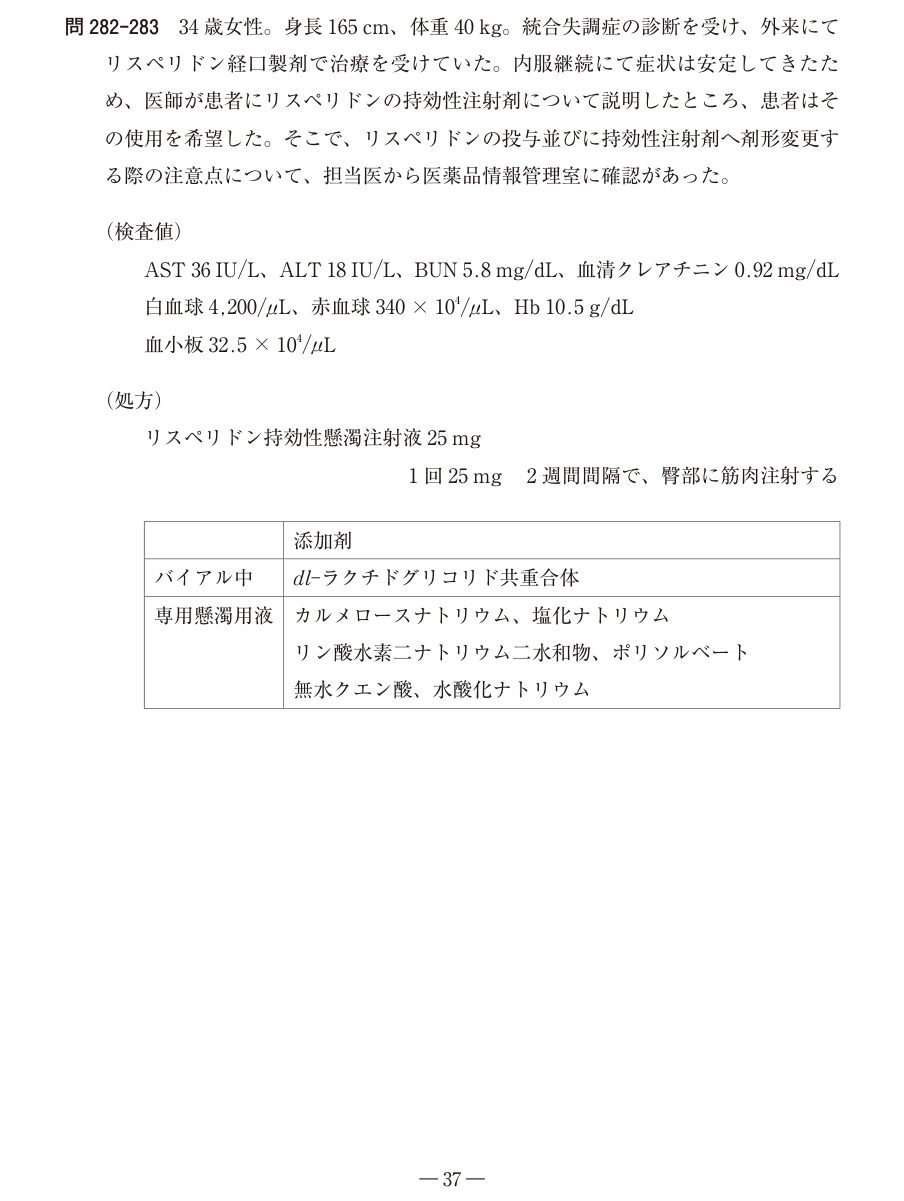 問 282-283 34 歳女性。身長 165 cm、体重 40 kg。統合失調症の診断を受け、外来にて
リスペリドン経口製剤で治療を受けていた。内服継続にて症状は安定してきたた
め、医師が患者にリスペリドンの持効性注射剤について説明したところ、患者はそ
の使用を希望した。そこで、リスペリドンの投与並びに持効性注射剤へ剤形変更す
る際の注意点について、担当医から医薬品情報管理室に確認があった。
（検査値）
AST 36 IU/L、ALT 18 IU/L、BUN 5.8 mg/dL、血清クレアチニン 0.92 mg/dL
白血球 4,200/μL、赤血球 340 × 10⁴/μL、Hb 10.5 g/dL
血小板 32.5 × 10⁴/μL
（処方）
リスペリドン持効性懸濁注射液 25 mg
1 回 25 mg 2 週間間隔で、臀部に筋肉注射する
添加剤
バイアル中 dl-ラクチドグリコリド共重合体
専用懸濁用液 カルメロースナトリウム、塩化ナトリウム
リン酸水素二ナトリウム二水和物、ポリソルベート
無水クエン酸、水酸化ナトリウム
— 37 —